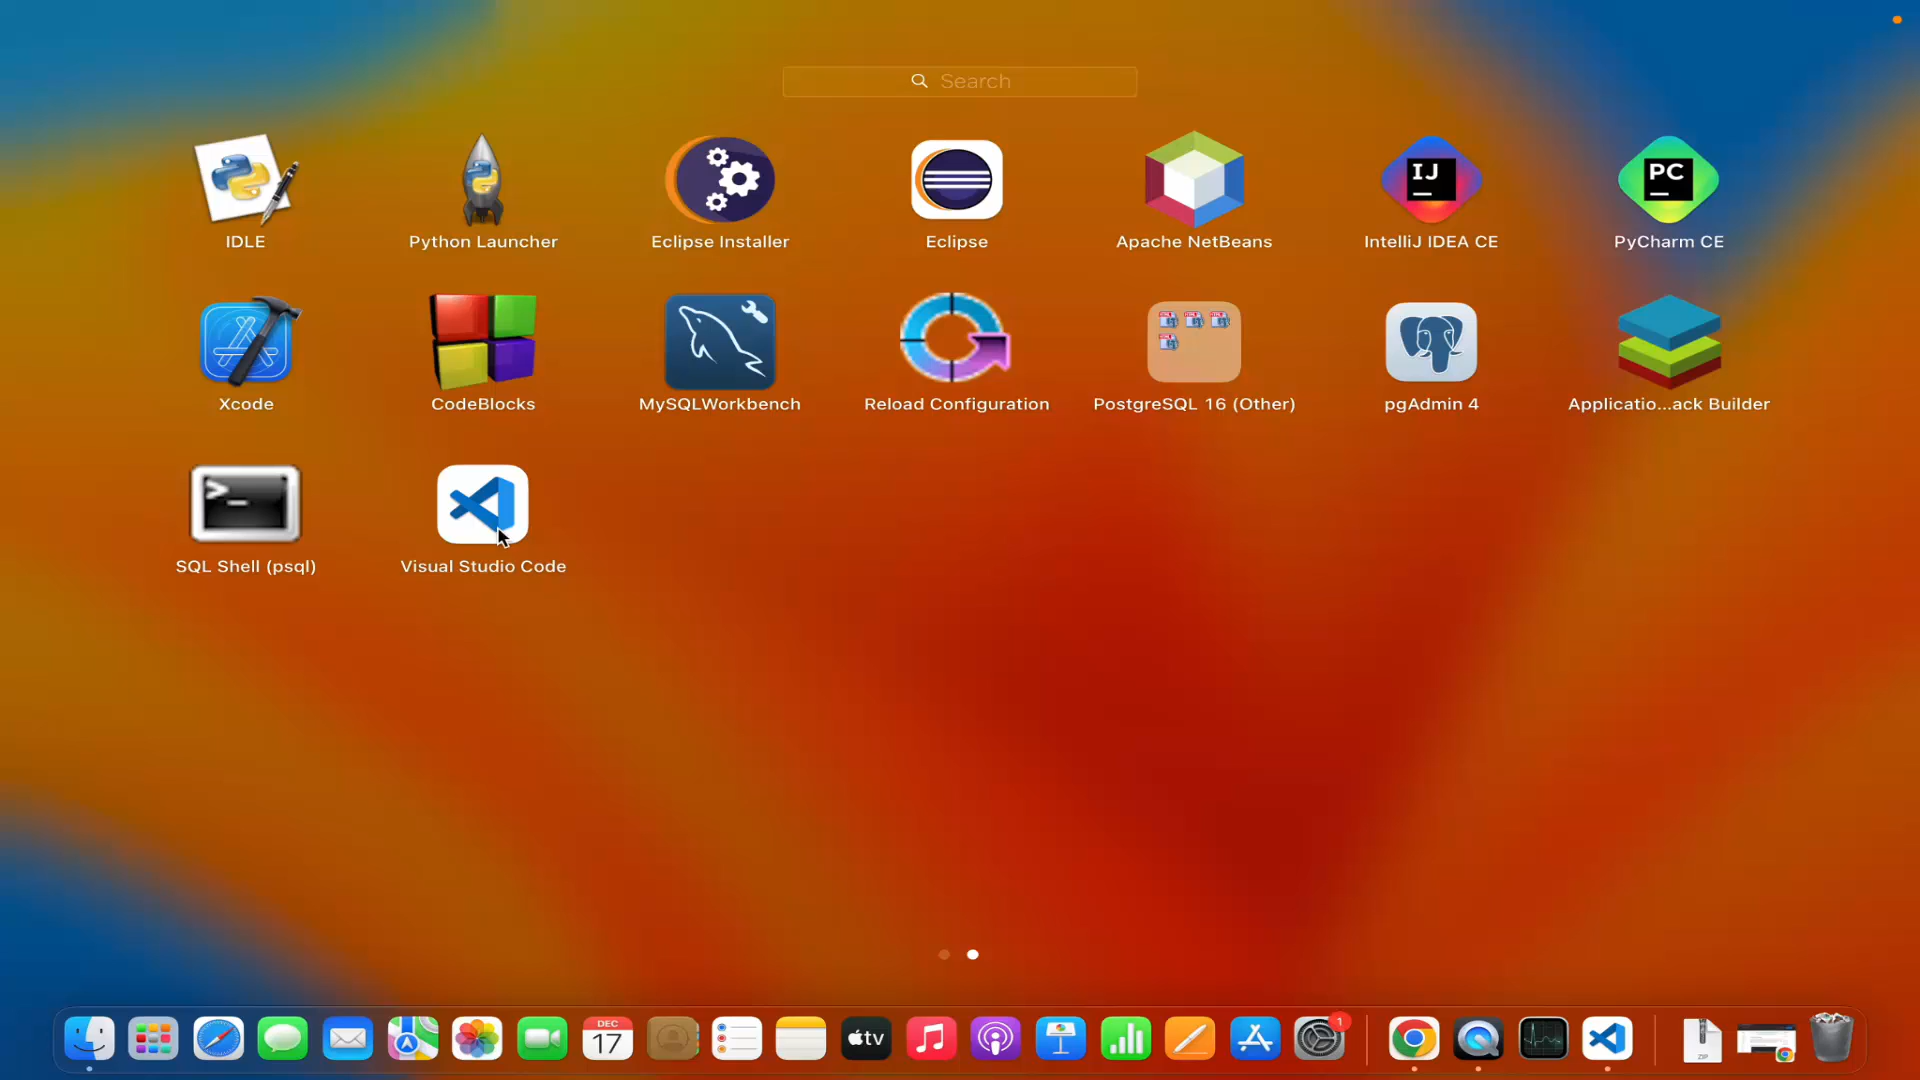 Search
IDLE
Python Launcher
Eclipse Installer
Eclipse
Apache NetBeans
IJ
IntelliJ IDEA CE
PC
PyCharm CE
Xcode
CodeBlocks
MySQLWorkbench
Reload Configuration
PostgreSQL 16 (Other)
pgAdmin 4
Applicatio...ack Builder
>_
SQL Shell (psql)
Visual Studio Code
DEC
17
tv
1
ZIP